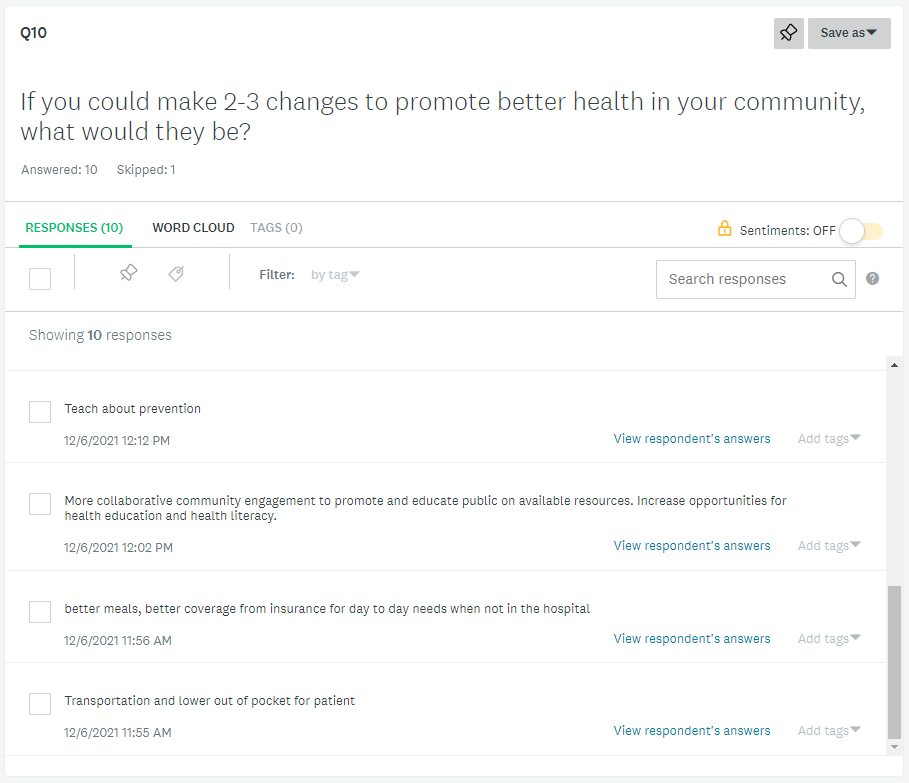 Q10
Save as
If you could make 2-3 changes to promote better health in your community,
what would they be?
Answered: 10 Skipped: 1
RESPONSES (10) WORD CLOUD TAGS (0) Sentiments: OFF
Filter: by tag Search responses ?
Showing 10 responses
Teach about prevention
12/6/2021 12:12 PM View respondent's answers Add tags
More collaborative community engagement to promote and educate public on available resources. Increase opportunities for
health education and health literacy.
12/6/2021 12:02 PM View respondent's answers Add tags
better meals, better coverage from insurance for day to day needs when not in the hospital
12/6/2021 11:56 AM View respondent's answers Add tags
Transportation and lower out of pocket for patient
12/6/2021 11:55 AM View respondent's answers Add tags